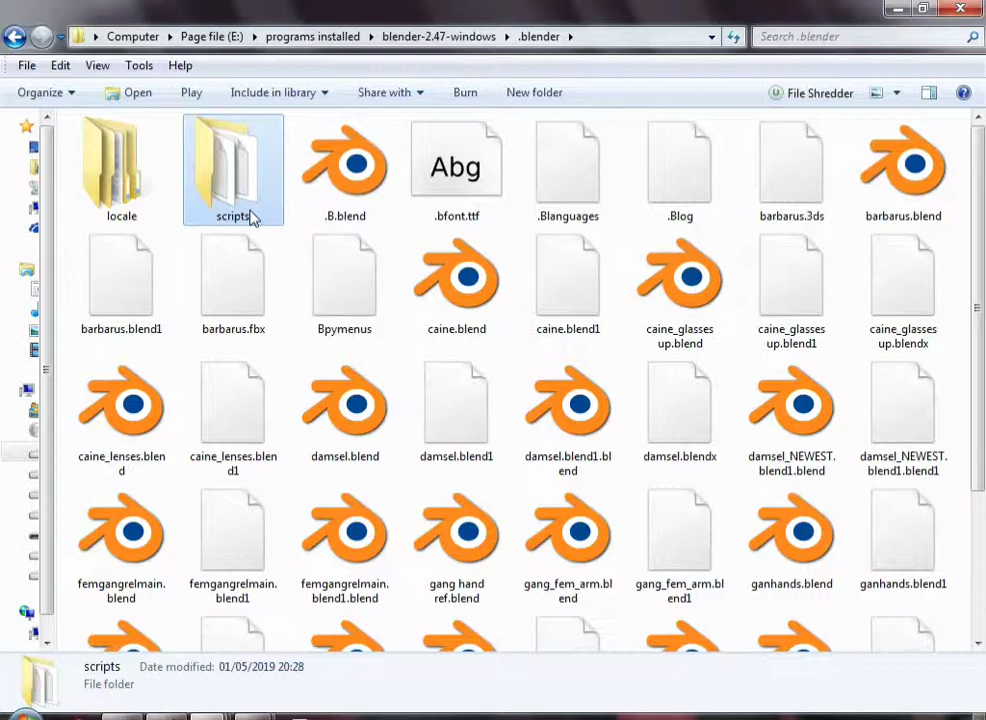 Computer Page file (E:) programs installed blender-2.47-windows .blender Search .blender
File Edit View Tools Help
Organize Open Play Include in library Share with Burn New folder File Shredder
Abg
locale scripts .B.blend .bfont.ttf .Blanguages .Blog barbarus.3ds barbarus.blend
barbarus.blend1 barbarus.fbx Bpymenus caine.blend caine.blend1 caine_glasses caine_glasses caine_glasses
up.blend up.blend1 up.blendx
caine_lenses.blen caine_lenses.blen damsel.blend damsel.blend1 damsel.blend1.bl damsel.blendx damsel_NEWEST. damsel_NEWEST.
d d1 end blend1.blend blend1.blend1
femgangrelmain. femgangrelmain. femgangrelmain. gang hand gang_fem_arm.bl gang_fem_arm.bl ganhands.blend ganhands.blend1
blend blend1 blend1.blend ref.blend end end1
scripts Date modified: 01/05/2019 20:28
File folder